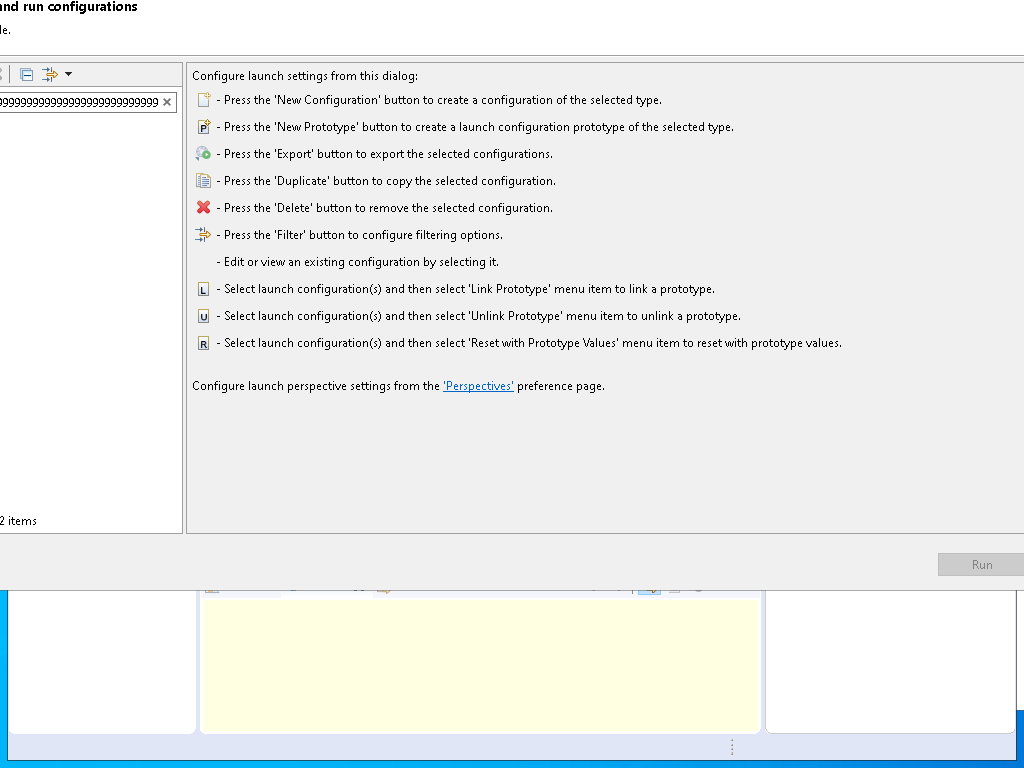 and run configurations
le.
Configure launch settings from this dialog:
- Press the 'New Configuration' button to create a configuration of the selected type.
P - Press the 'New Prototype' button to create a launch configuration prototype of the selected type.
- Press the 'Export' button to export the selected configurations.
- Press the 'Duplicate' button to copy the selected configuration.
- Press the 'Delete' button to remove the selected configuration.
- Press the 'Filter' button to configure filtering options.
- Edit or view an existing configuration by selecting it.
L - Select launch configuration(s) and then select 'Link Prototype' menu item to link a prototype.
U - Select launch configuration(s) and then select 'Unlink Prototype' menu item to unlink a prototype.
R - Select launch configuration(s) and then select 'Reset with Prototype Values' menu item to reset with prototype values.
Configure launch perspective settings from the 'Perspectives' preference page.
2 items
Run